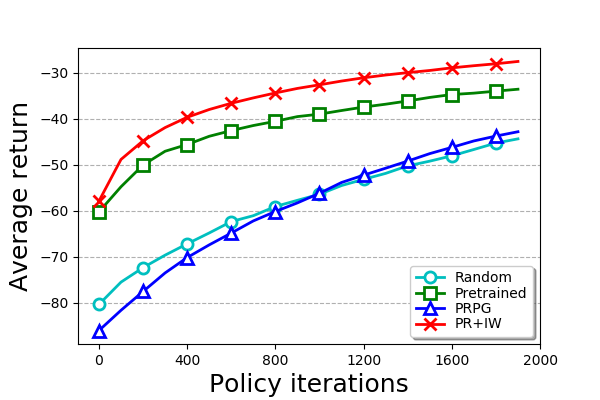 Average return
−30
−40
−50
−60
−70
−80
0 400 800 1200 1600 2000
Policy iterations
Random
Pretrained
PRPG
PR+IW